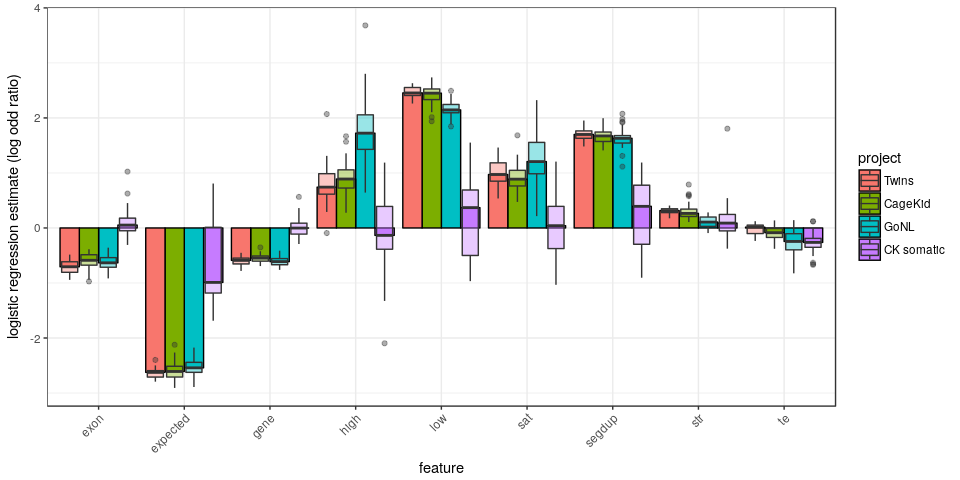 4
2
0
-2
logistic regression estimate (log odd ratio)
exon
expected
gene
high
low
sat
segdup
str
te
feature
project
Twins
CageKid
GoNL
CK somatic